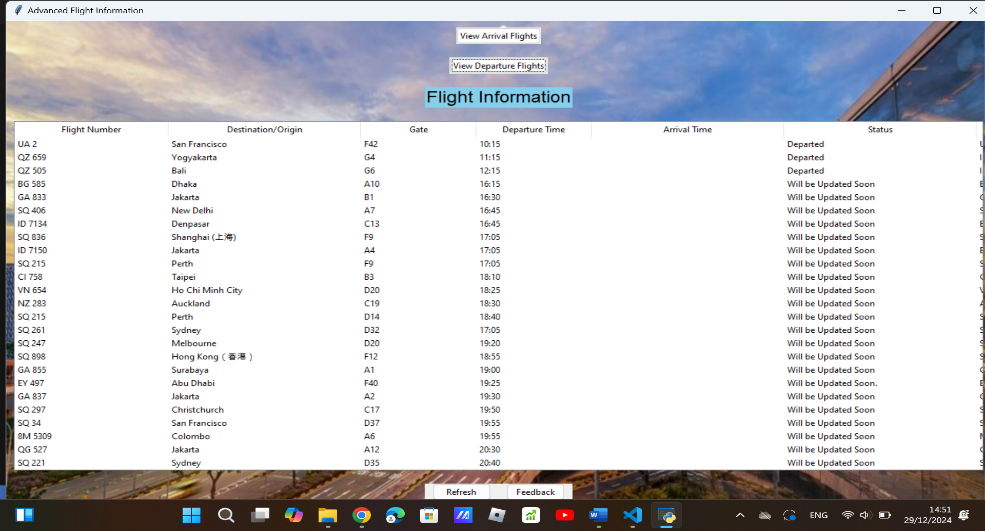 Advanced Flight Information
View Arrival Flights
View Departure Flights
Flight Information
Flight Number Destination/Origin Gate Departure Time Arrival Time Status
UA 2 San Francisco F42 10:15 Departed
QZ 659 Yogyakarta G4 11:15 Departed
QZ 505 Bali G6 12:15 Departed
BG 585 Dhaka A10 16:15 Will be Updated Soon
GA 833 Jakarta B1 16:30 Will be Updated Soon
SQ 406 New Delhi A7 16:45 Will be Updated Soon
ID 7134 Denpasar C13 16:45 Will be Updated Soon
SQ 836 Shanghai (上海) F9 17:05 Will be Updated Soon
ID 7150 Jakarta A4 17:05 Will be Updated Soon
SQ 215 Perth F9 17:05 Will be Updated Soon
CI 758 Taipei B3 18:10 Will be Updated Soon
VN 654 Ho Chi Minh City D20 18:25 Will be Updated Soon
NZ 283 Auckland C19 18:30 Will be Updated Soon
SQ 215 Perth D14 18:40 Will be Updated Soon
SQ 261 Sydney D32 17:05 Will be Updated Soon
SQ 247 Melbourne D20 19:20 Will be Updated Soon
SQ 898 Hong Kong ( 香港 ) F12 18:55 Will be Updated Soon
GA 855 Surabaya A1 19:00 Will be Updated Soon
EY 497 Abu Dhabi F40 19:25 Will be Updated Soon.
GA 837 Jakarta A2 19:30 Will be Updated Soon
SQ 297 Christchurch C17 19:50 Will be Updated Soon
SQ 34 San Francisco D37 19:55 Will be Updated Soon
8M 5309 Colombo A6 19:55 Will be Updated Soon
QG 527 Jakarta A12 20:30 Will be Updated Soon
SQ 221 Sydney D35 20:40 Will be Updated Soon
Refresh Feedback
ENG 14:51
29/12/2024